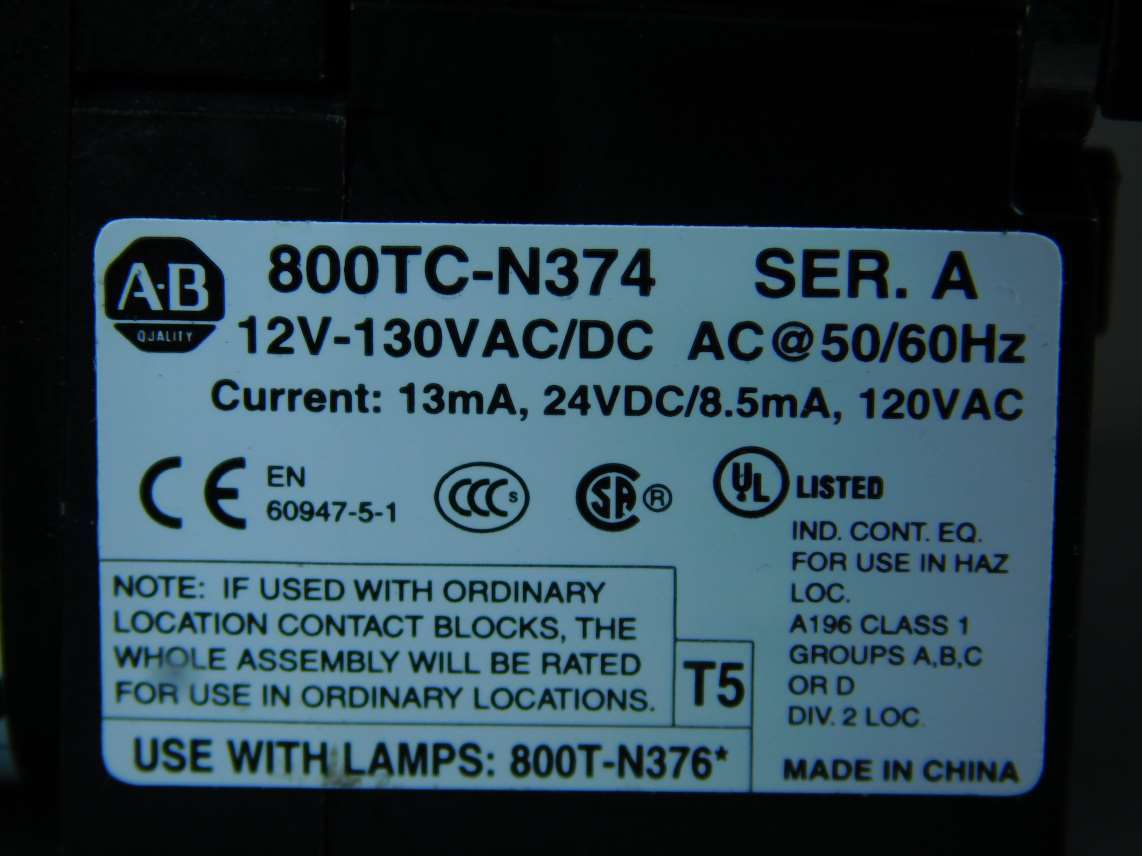 A-B
QUALITY
800TC-N374 SER. A
12V-130VAC/DC AC@50/60Hz
Current: 13mA, 24VDC/8.5mA, 120VAC
CE EN
60947-5-1
CCC S
SA ®
UL LISTED
IND. CONT. EQ.
FOR USE IN HAZ
LOC.
A196 CLASS 1
GROUPS A,B,C
OR D
DIV. 2 LOC.
NOTE: IF USED WITH ORDINARY
LOCATION CONTACT BLOCKS, THE
WHOLE ASSEMBLY WILL BE RATED
FOR USE IN ORDINARY LOCATIONS.
T5
USE WITH LAMPS: 800T-N376*
MADE IN CHINA